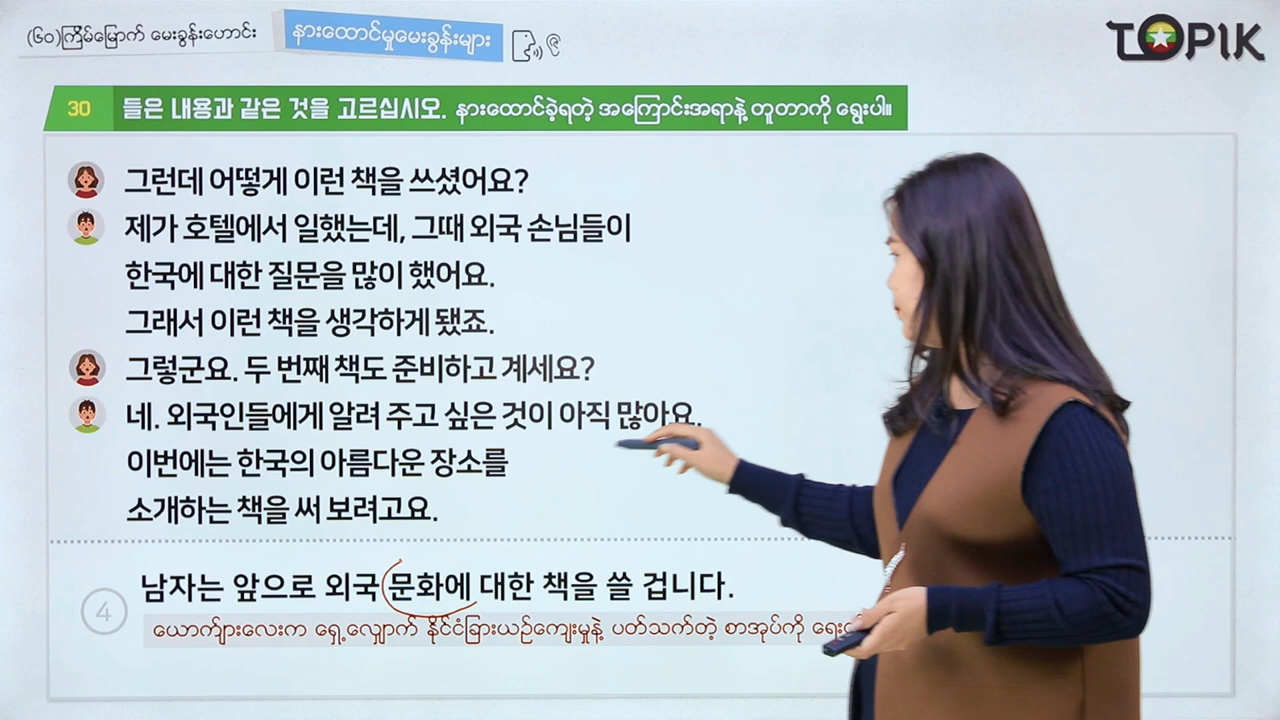 (၆၀)ကြိမ်မြောက် မေးခွန်းဟောင်း
နားထောင်မှုမေးခွန်းများ
TOPIK
30 들은 내용과 같은 것을 고르십시오. နားထောင်ခဲ့ရတဲ့ အကြောင်းအရာနဲ့ တူတာကို ရွေးပါ။
그런데 어떻게 이런 책을 쓰셨어요?
제가 호텔에서 일했는데, 그때 외국 손님들이
한국에 대한 질문을 많이 했어요.
그래서 이런 책을 생각하게 됐죠.
그렇군요. 두 번째 책도 준비하고 계세요?
네. 외국인들에게 알려 주고 싶은 것이 아직 많아요.
이번에는 한국의 아름다운 장소를
소개하는 책을 써 보려고요.
4 남자는 앞으로 외국 문화에 대한 책을 쓸 겁니다.
ယောက်ျားလေးက ရှေ့လျှောက် နိုင်ငံခြားယဉ်ကျေးမှုနဲ့ ပတ်သက်တဲ့ စာအုပ်ကို